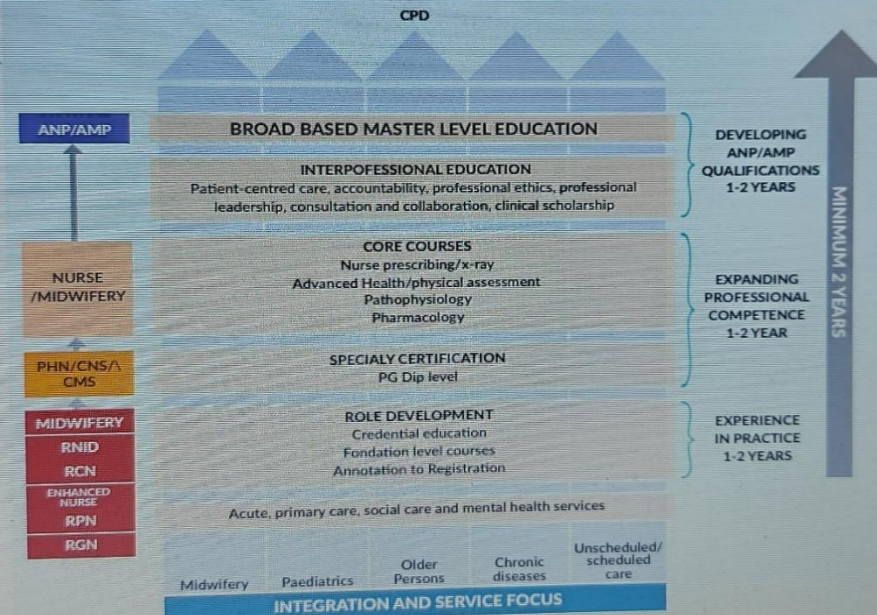 CPD
ANP/AMP
BROAD BASED MASTER LEVEL EDUCATION
INTERPOFESSIONAL EDUCATION
Patient-centred care, accountability, professional ethics, professional
leadership, consultation and collaboration, clinical scholarship
DEVELOPING
ANP/AMP
QUALIFICATIONS
1-2 YEARS
NURSE
/MIDWIFERY
CORE COURSES
Nurse prescribing/x-ray
Advanced Health/physical assessment
Pathophysiology
Pharmacology
EXPANDING
PROFESSIONAL
COMPETENCE
1-2 YEAR
MINIMUM 2 YEARS
PHN/CNS/\
CMS
SPECIALY CERTIFICATION
PG Dip level
MIDWIFERY
RNID
RCN
ENHANCED
NURSE
RPN
RGN
ROLE DEVELOPMENT
Credential education
Fondation level courses
Annotation to Registration
EXPERIENCE
IN PRACTICE
1-2 YEARS
Acute, primary care, social care and mental health services
Midwifery
Paediatrics
Older
Persons
Chronic
diseases
Unscheduled/
scheduled
care
INTEGRATION AND SERVICE FOCUS